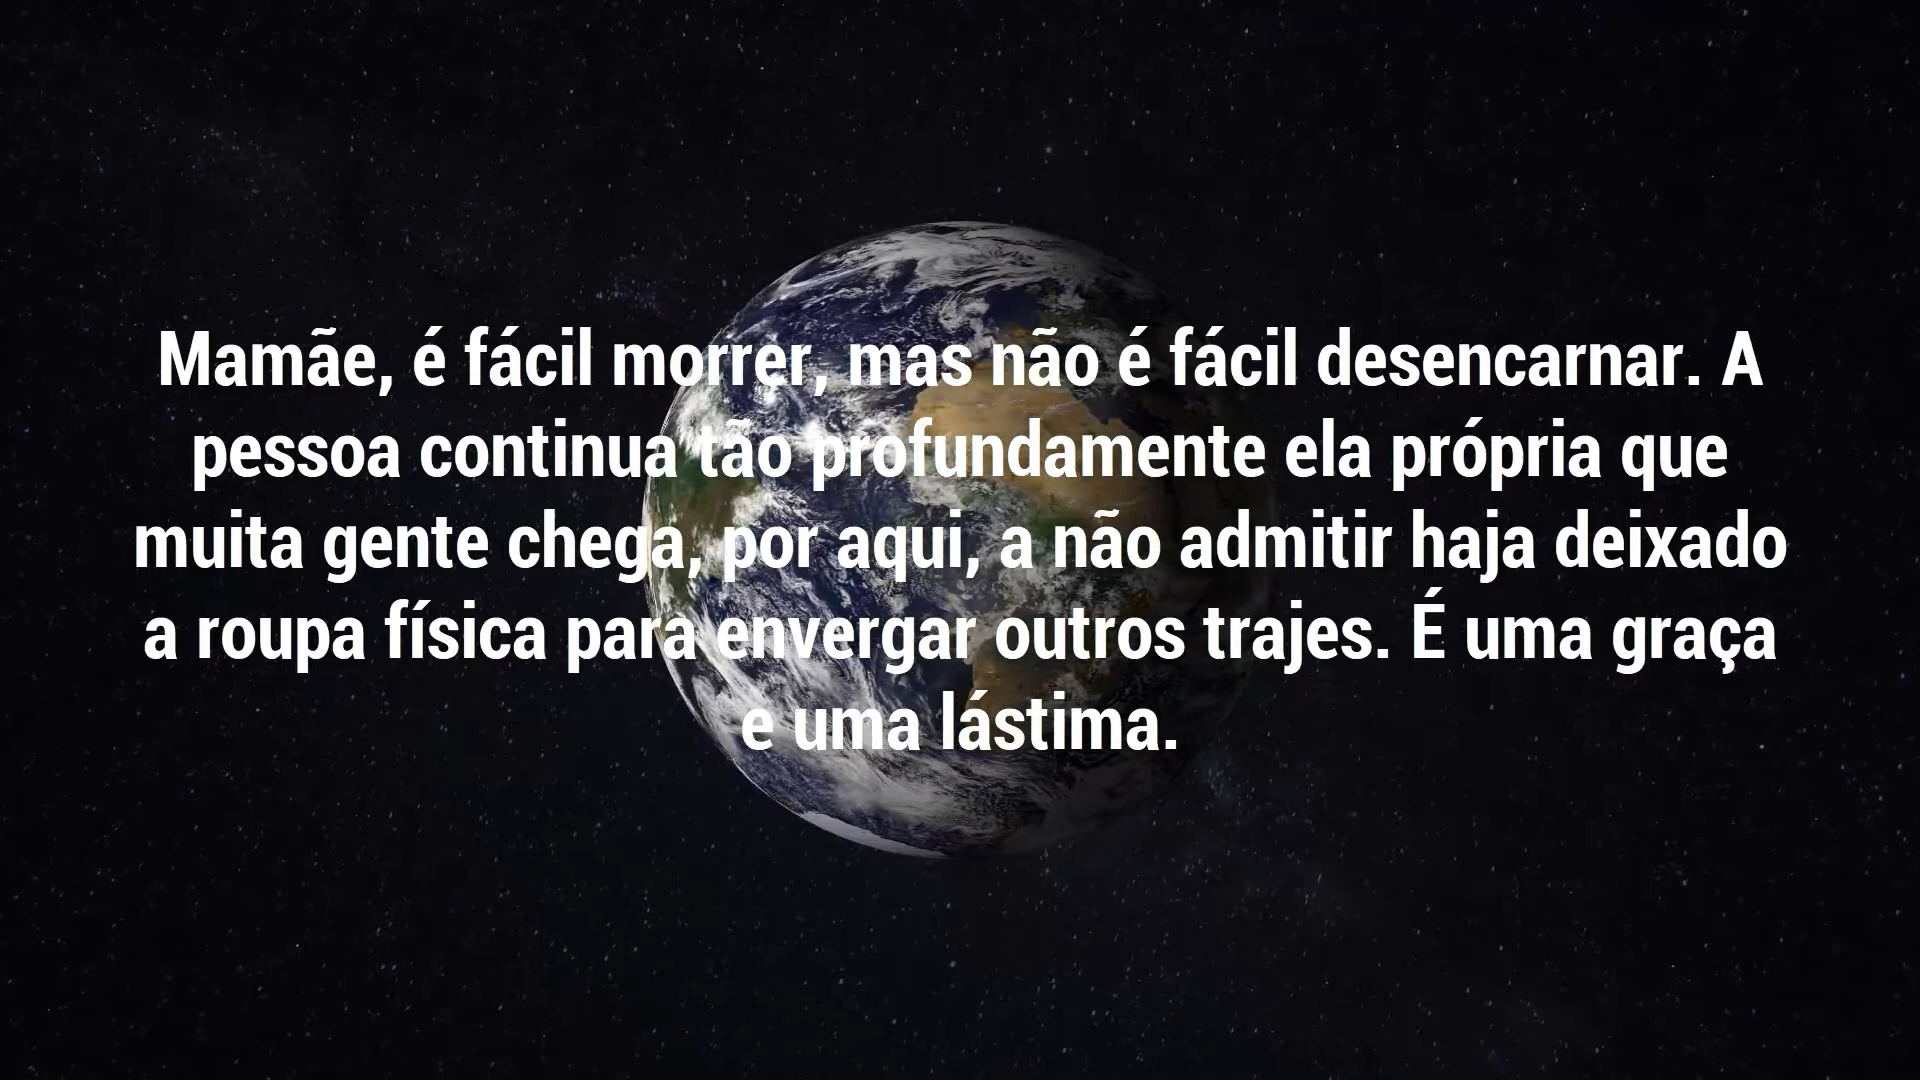 Mamãe, é fácil morrer, mas não é fácil desencarnar. A
pessoa continua tão profundamente ela própria que
muita gente chega, por aqui, a não admitir haja deixado
a roupa física para envergar outros trajes. É uma graça
e uma lástima.